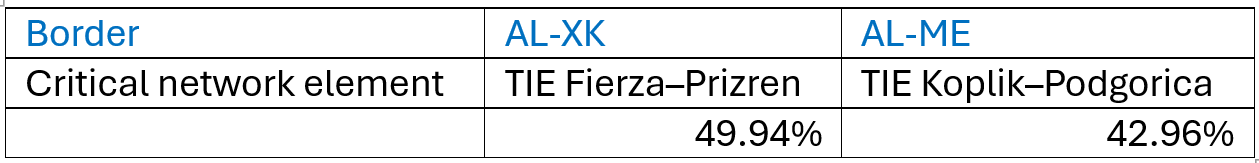 Border AL-XK AL-ME
Critical network element TIE Fierza–Prizren TIE Koplik–Podgorica
49.94% 42.96%